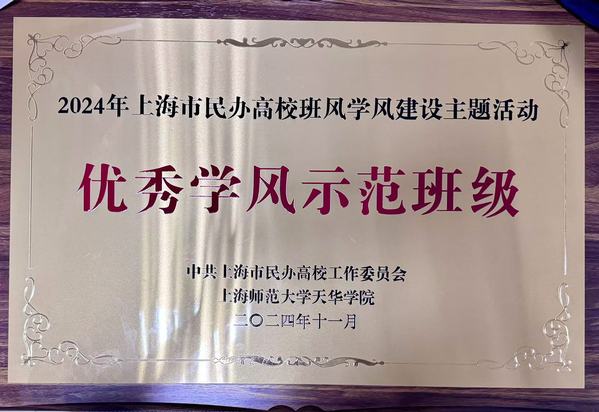 2024年上海市民办高校班风学风建设主题活动
优秀学风示范班级
中共上海市民办高校工作委员会
上海师范大学天华学院
二〇二四年十一月